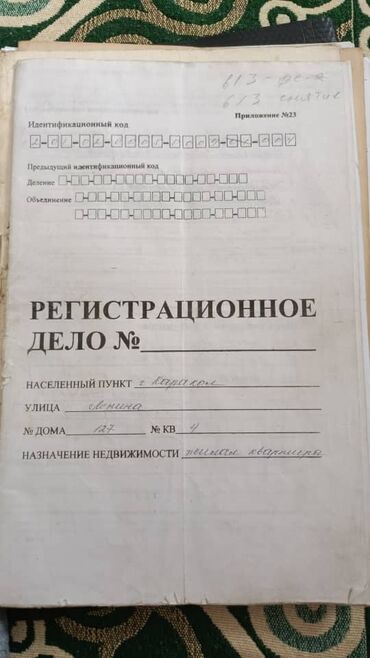 613
613 снятие
Приложение №23
Идентификационный код
Предыдущий идентификационный код
Деление
Объединение
РЕГИСТРАЦИОННОЕ
ДЕЛО №
НАСЕЛЕННЫЙ ПУНКТ г. Каракол
УЛИЦА Ленина
№ ДОМА 127 № КВ 4
НАЗНАЧЕНИЕ НЕДВИЖИМОСТИ жилая квартира